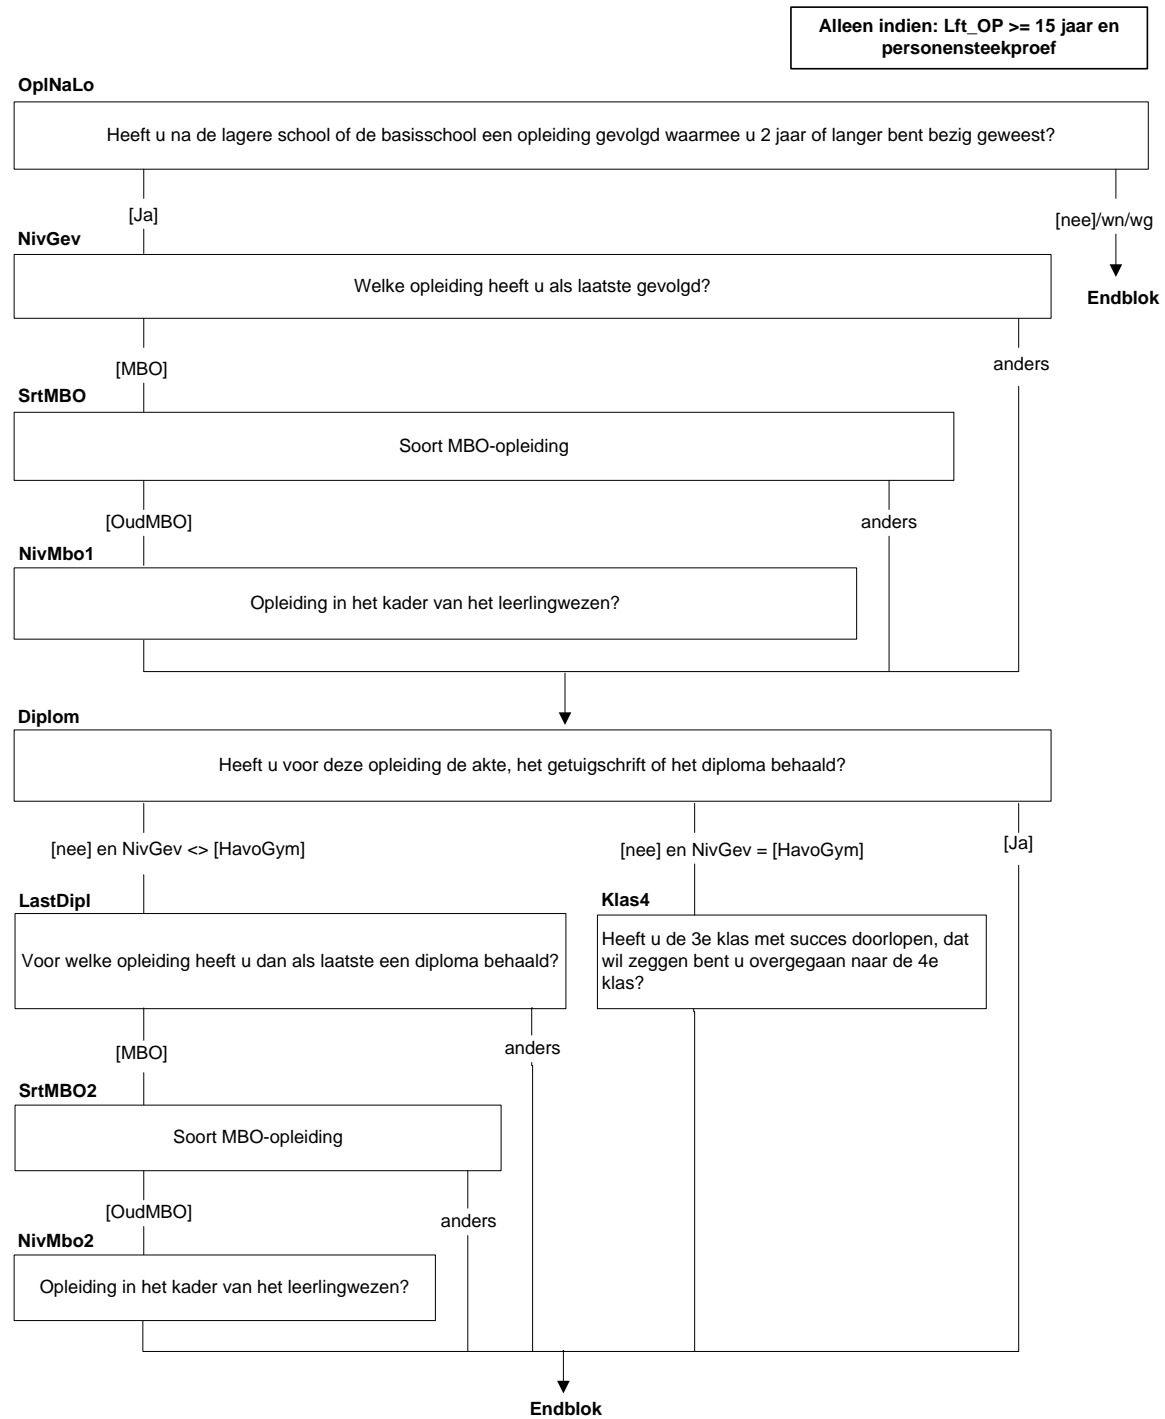 Alleen indien: Lft_OP >= 15 jaar en
personensteekproef
OplNaLo
Heeft u na de lagere school of de basisschool een opleiding gevolgd waarmee u 2 jaar of langer bent bezig geweest?
[Ja]
[nee]/wn/wg
NivGev
Welke opleiding heeft u als laatste gevolgd?
Endblok
[MBO]
anders
SrtMBO
Soort MBO-opleiding
[OudMBO]
anders
NivMbo1
Opleiding in het kader van het leerlingwezen?
Diplom
Heeft u voor deze opleiding de akte, het getuigschrift of het diploma behaald?
[nee] en NivGev <> [HavoGym]
[nee] en NivGev = [HavoGym]
[Ja]
LastDipl
Voor welke opleiding heeft u dan als laatste een diploma behaald?
Klas4
Heeft u de 3e klas met succes doorlopen, dat
wil zeggen bent u overgegaan naar de 4e
klas?
[MBO]
anders
SrtMBO2
Soort MBO-opleiding
[OudMBO]
anders
NivMbo2
Opleiding in het kader van het leerlingwezen?
Endblok